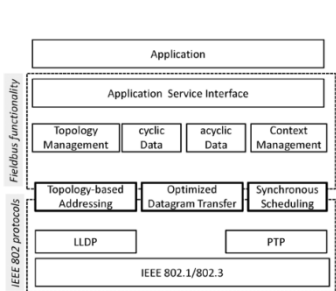 Application
Fieldbus functionality
Application Service Interface
Topology
Management
cyclic
Data
acyclic
Data
Context
Management
Topology-based
Addressing
Optimized
Datagram Transfer
Synchronous
Scheduling
IEEE 802 protocols
LLDP
PTP
IEEE 802.1/802.3